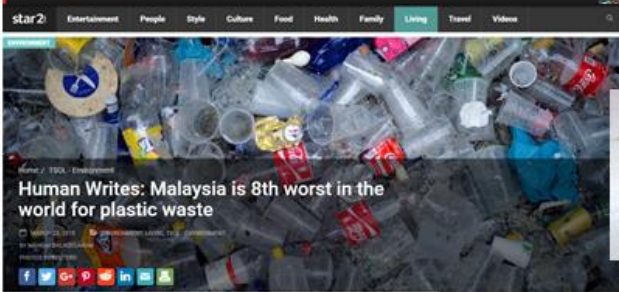 star2
Entertainment People Style Culture Food Health Family Living Travel Videos
ENVIRONMENT
Home / TSOL - Environment
Human Writes: Malaysia is 8th worst in the
world for plastic waste